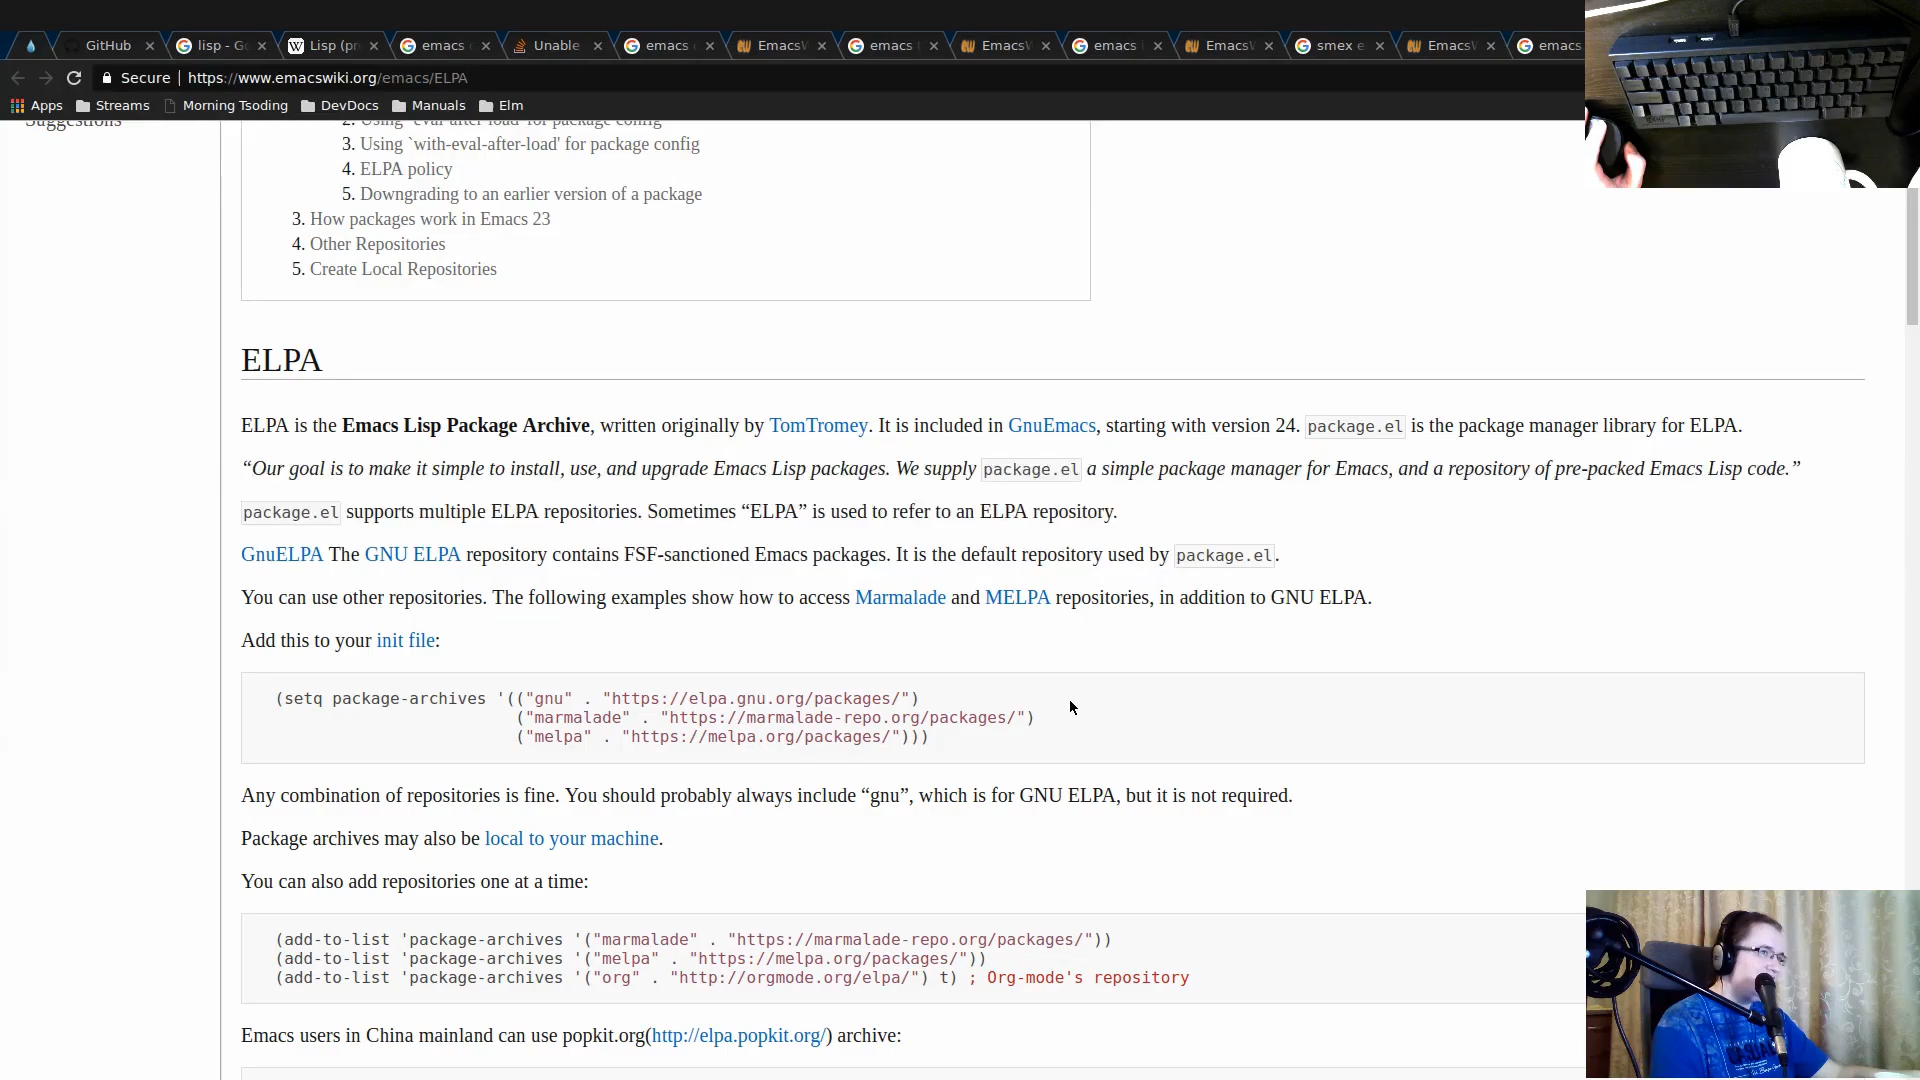 GitHub
lisp - Go
Lisp (pr
emacs
Unable
emacs
EmacsW
emacs
EmacsW
emacs i
EmacsW
smex e
EmacsW
emacs
Secure | https://www.emacswiki.org/emacs/ELPA
Apps Streams Morning Tsoding DevDocs Manuals Elm
Suggestions
2. Using `eval-after-load' for package config
3. Using `with-eval-after-load' for package config
4. ELPA policy
5. Downgrading to an earlier version of a package
3. How packages work in Emacs 23
4. Other Repositories
5. Create Local Repositories
ELPA
ELPA is the Emacs Lisp Package Archive, written originally by TomTromey. It is included in GnuEmacs, starting with version 24. package.el is the package manager library for ELPA.
“Our goal is to make it simple to install, use, and upgrade Emacs Lisp packages. We supply package.el a simple package manager for Emacs, and a repository of pre-packed Emacs Lisp code.”
package.el supports multiple ELPA repositories. Sometimes “ELPA” is used to refer to an ELPA repository.
GnuELPA The GNU ELPA repository contains FSF-sanctioned Emacs packages. It is the default repository used by package.el.
You can use other repositories. The following examples show how to access Marmalade and MELPA repositories, in addition to GNU ELPA.
Add this to your init file:
(setq package-archives '(("gnu" . "https://elpa.gnu.org/packages/")
("marmalade" . "https://marmalade-repo.org/packages/")
("melpa" . "https://melpa.org/packages/")))
Any combination of repositories is fine. You should probably always include “gnu”, which is for GNU ELPA, but it is not required.
Package archives may also be local to your machine.
You can also add repositories one at a time:
(add-to-list 'package-archives '("marmalade" . "https://marmalade-repo.org/packages/"))
(add-to-list 'package-archives '("melpa" . "https://melpa.org/packages/"))
(add-to-list 'package-archives '("org" . "http://orgmode.org/elpa/") t) ; Org-mode's repository
Emacs users in China mainland can use popkit.org(http://elpa.popkit.org/) archive: